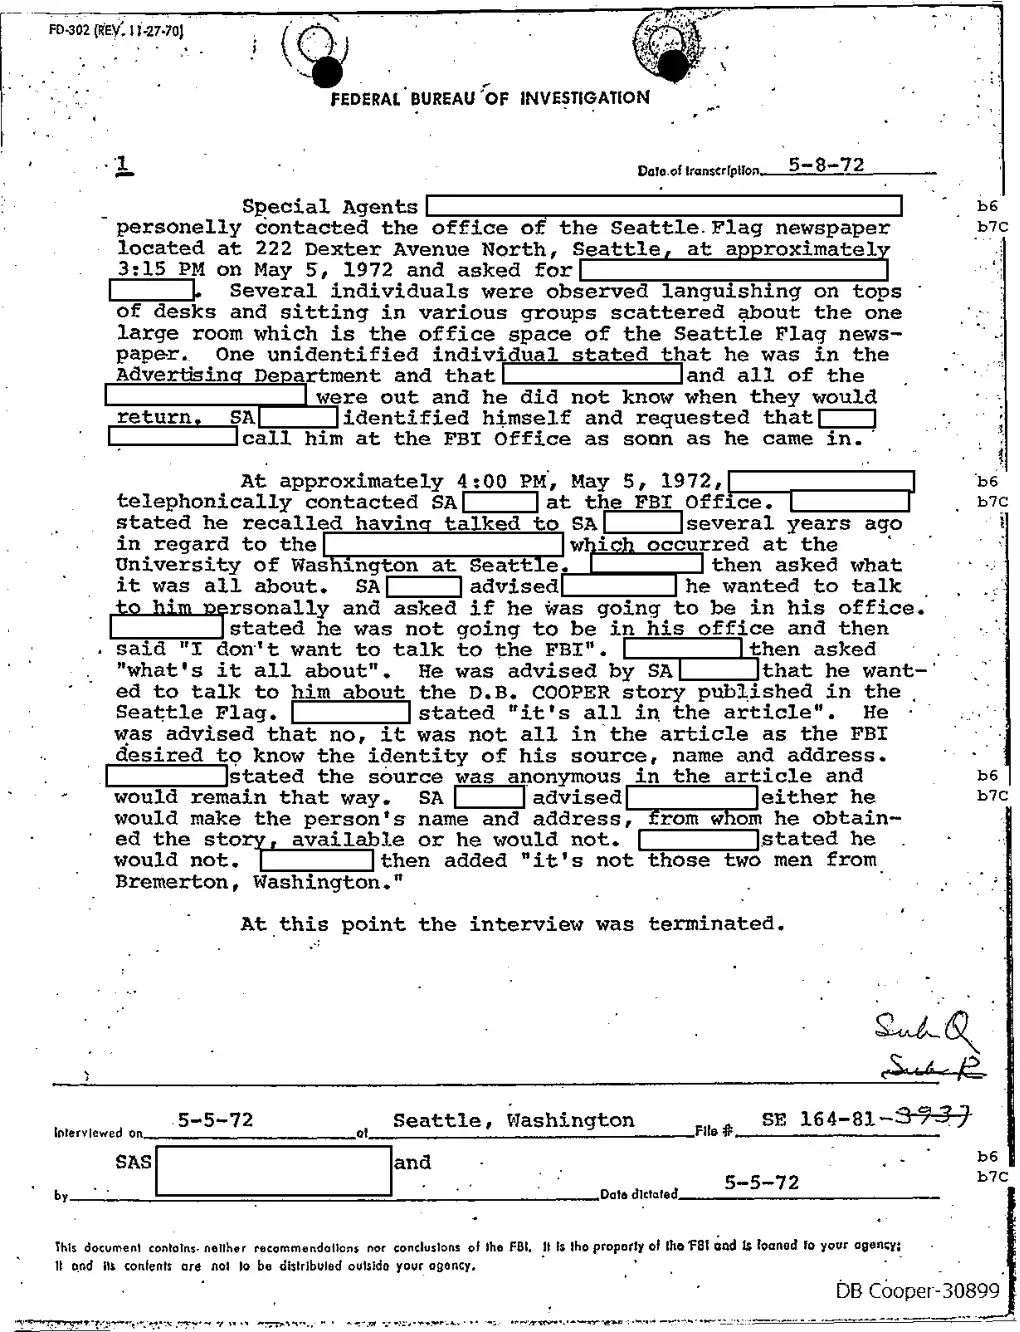 FD-302 (REV. 11-27-70)
FEDERAL BUREAU OF INVESTIGATION
1
Date of transcription 5-8-72
Special Agents
b6
personelly contacted the office of the Seattle Flag newspaper
b7C
located at 222 Dexter Avenue North, Seattle, at approximately
3:15 PM on May 5, 1972 and asked for
. Several individuals were observed languishing on tops
of desks and sitting in various groups scattered about the one
large room which is the office space of the Seattle Flag news-
paper. One unidentified individual stated that he was in the
Advertising Department and that and all of the
were out and he did not know when they would
return. SA identified himself and requested that
call him at the FBI Office as soon as he came in.
At approximately 4:00 PM, May 5, 1972,
b6
telephonically contacted SA at the FBI Office.
b7C
stated he recalled having talked to SA several years ago
in regard to the which occurred at the
University of Washington at Seattle. then asked what
it was all about. SA advised he wanted to talk
to him personally and asked if he was going to be in his office.
stated he was not going to be in his office and then
said "I don't want to talk to the FBI". then asked
"what's it all about". He was advised by SA that he want-
ed to talk to him about the D.B. COOPER story published in the
Seattle Flag. stated "it's all in the article". He
was advised that no, it was not all in the article as the FBI
desired to know the identity of his source, name and address.
stated the source was anonymous in the article and
b6
would remain that way. SA advised either he
b7C
would make the person's name and address, from whom he obtain-
ed the story, available or he would not. stated he
would not. then added "it's not those two men from
Bremerton, Washington."
At this point the interview was terminated.
Sub Q
Sub R
Interviewed on 5-5-72 at Seattle, Washington File # SE 164-81-3937
SAS and
b6
b7C
by Date dictated 5-5-72
This document contains neither recommendations nor conclusions of the FBI. It is the property of the FBI and is loaned to your agency;
it and its contents are not to be distributed outside your agency.
DB Cooper-30899